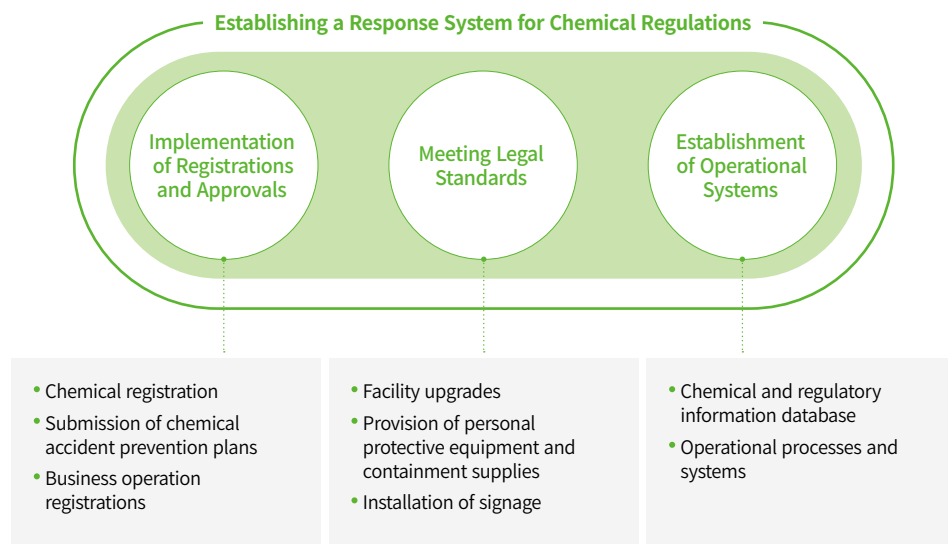 Establishing a Response System for Chemical Regulations
Implementation
of Registrations
and Approvals
Meeting Legal
Standards
Establishment
of Operational
Systems
• Chemical registration
• Submission of chemical
accident prevention plans
• Business operation
registrations
• Facility upgrades
• Provision of personal
protective equipment and
containment supplies
• Installation of signage
• Chemical and regulatory
information database
• Operational processes and
systems